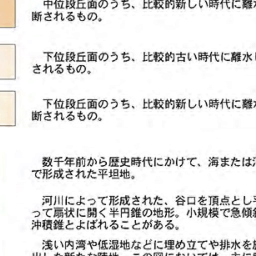 中位段丘面のうち、比較的新しい時代に離水
断されるもの。
下位段丘面のうち、比較的古い時代に離水し
されるもの。
下位段丘面のうち、比較的新しい時代に離水
断されるもの。
数千年前から歴史時代にかけて、海または
で形成された平坦地。
河川によって形成された、谷口を頂点とし
って扇状に開く半円錐の地形。小規模で急傾
沖積錐とよばれることがある。
浅い内湾や低湿地などに埋め立てや排水を